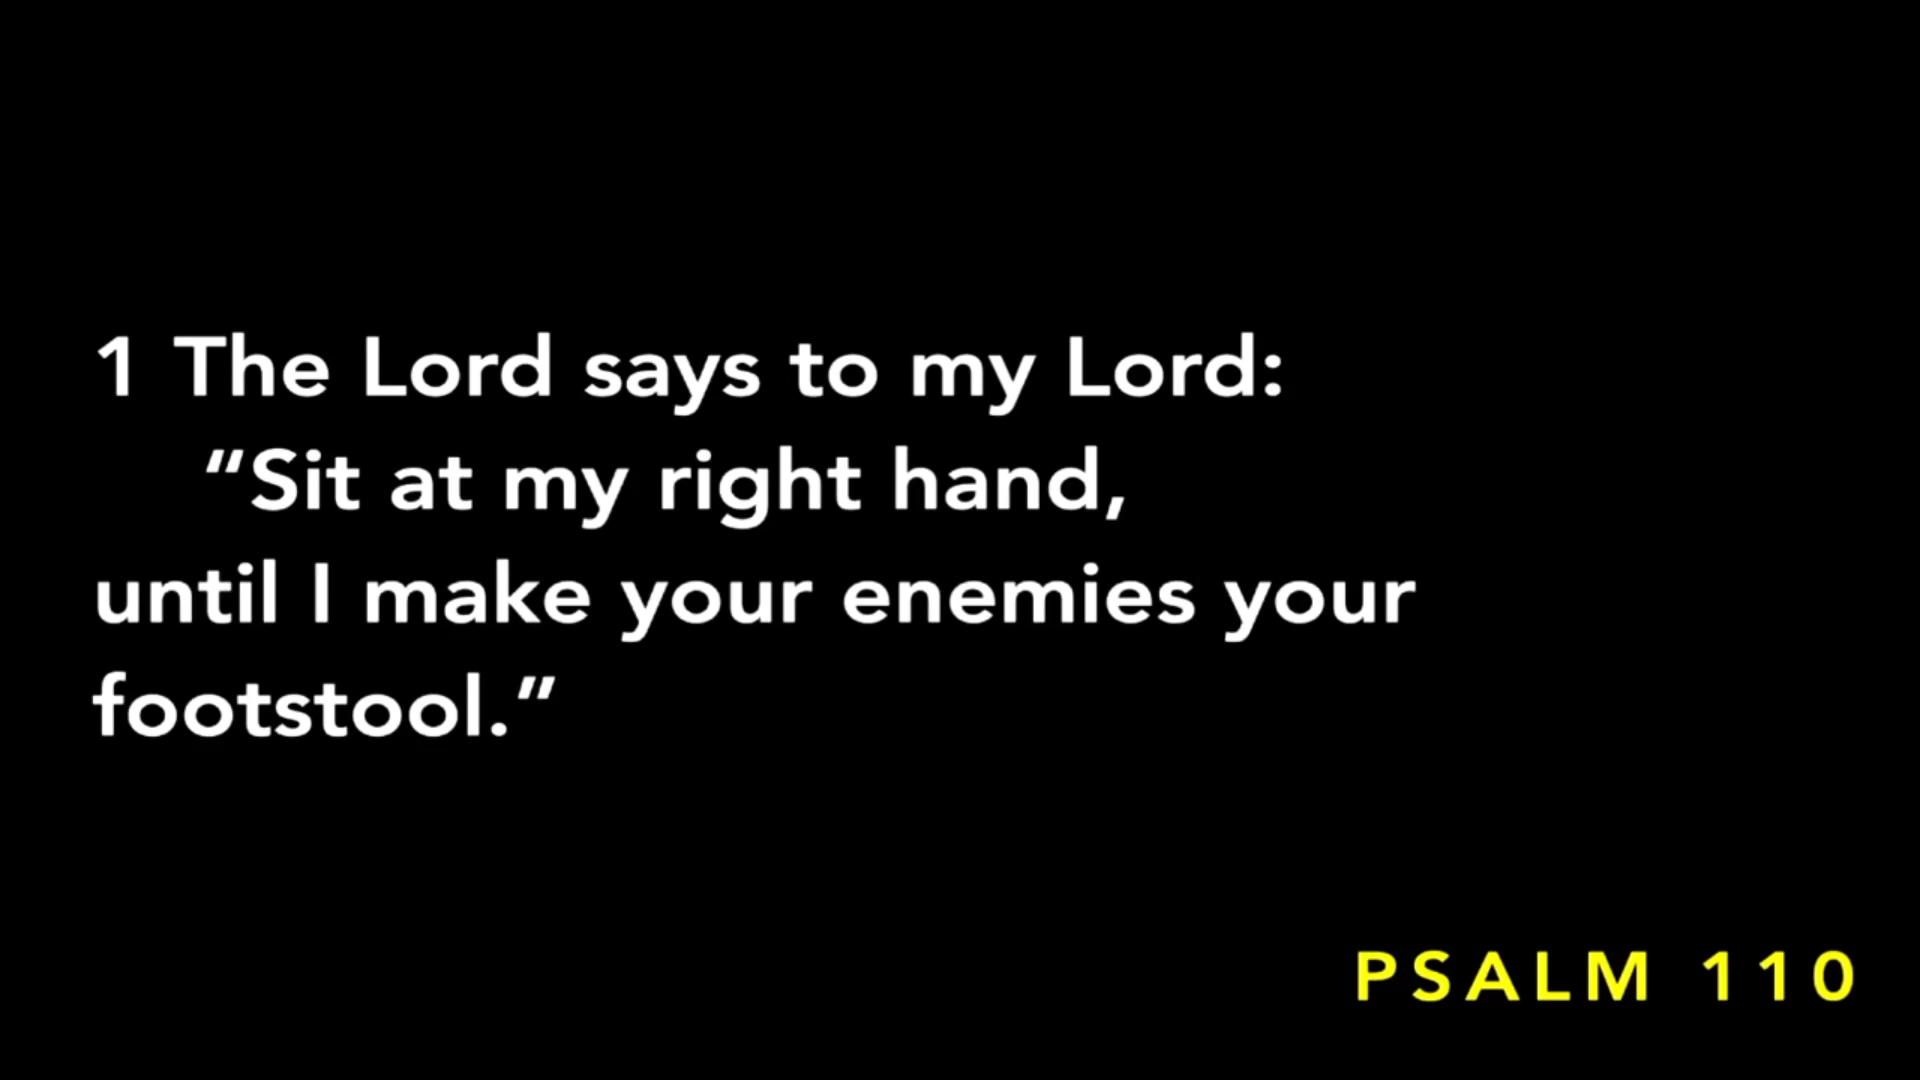 1 The Lord says to my Lord:
“Sit at my right hand,
until I make your enemies your
footstool.”
PSALM 110